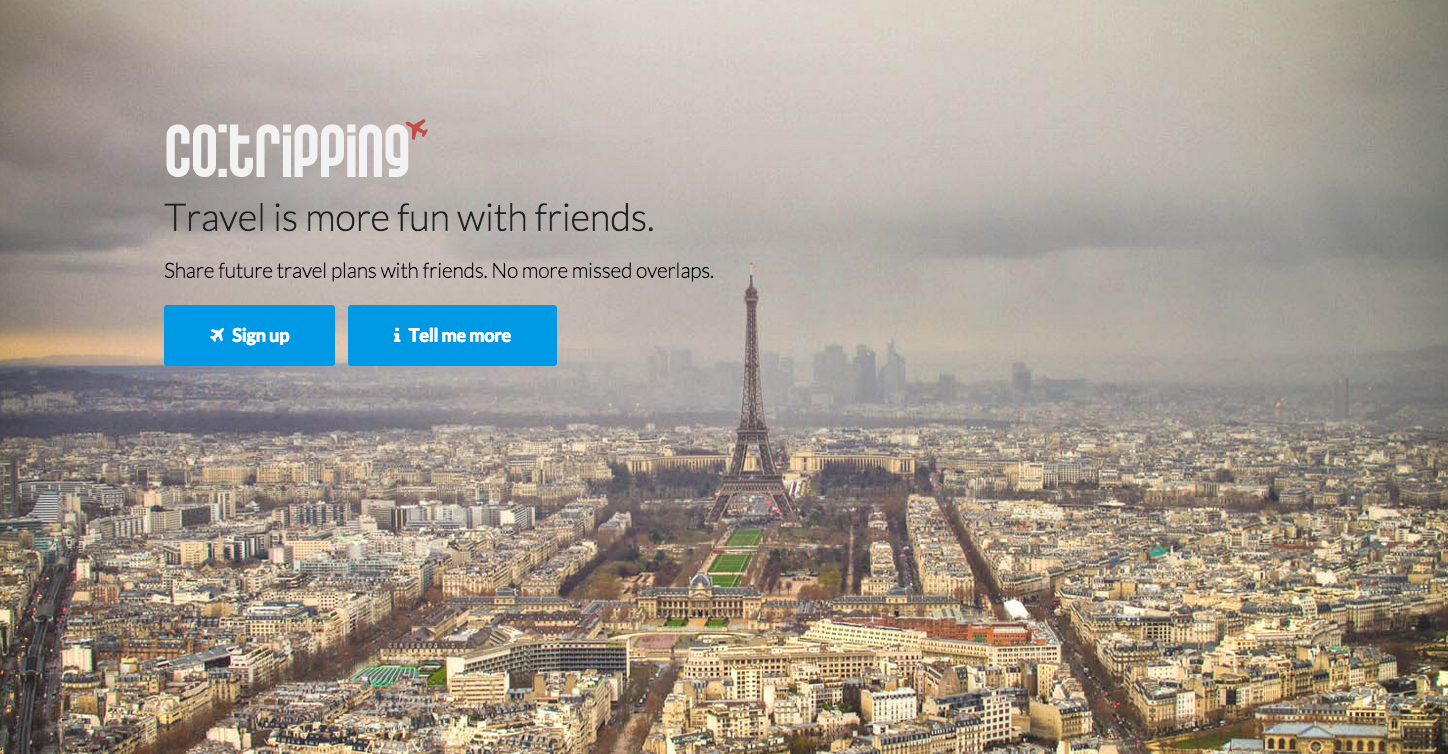 co:tripping
Travel is more fun with friends.
Share future travel plans with friends. No more missed overlaps.
Sign up
Tell me more